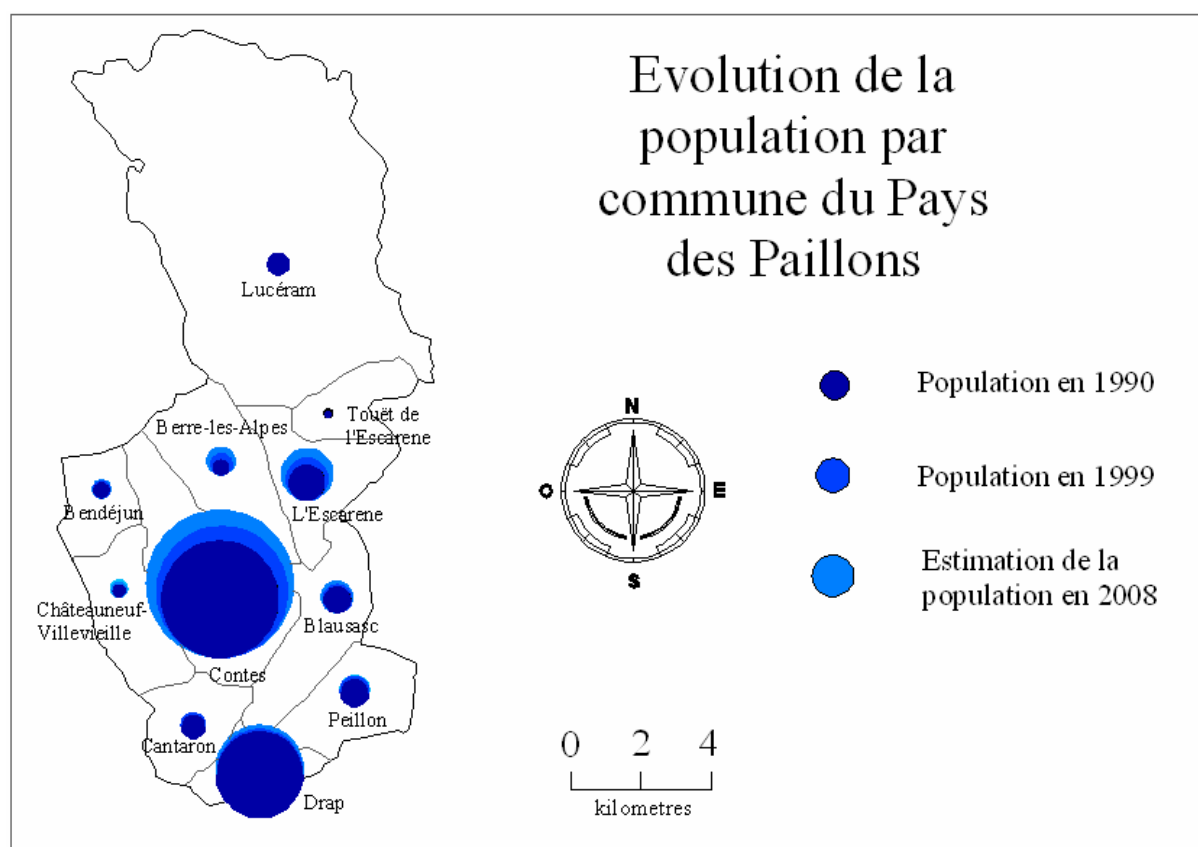 Evolution de la
population par
commune du Pays
des Paillons
Lucéram
Touët de
l'Escarene
Berre-les-Alpes
L'Escarene
Bendéjun
Châteauneuf-
Villevieille
Blausasc
Contes
Peillon
Cantaron
Drap
N
O
E
S
Population en 1990
Population en 1999
Estimation de la
population en 2008
0 2 4
kilometres